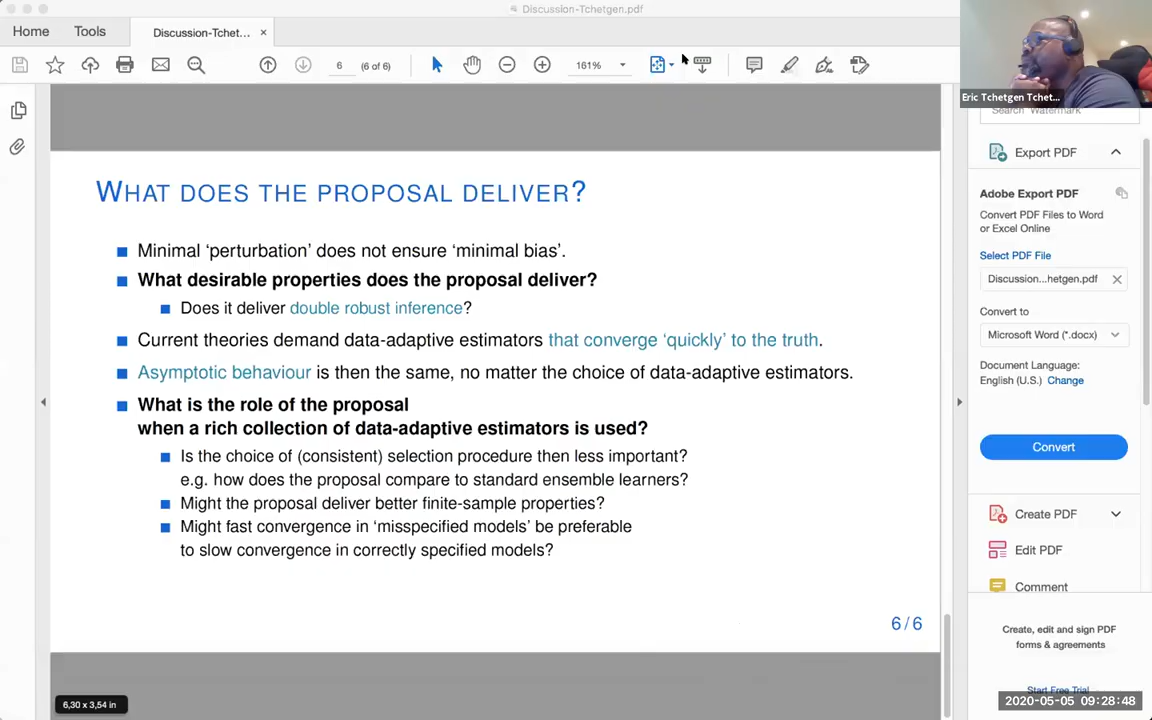 Discussion-Tchetgen.pdf
Home
Tools
Discussion-Tchet...
6
(6 of 6)
161%
Eric Tchetgen Tchet...
Search 'Watermark'
Export PDF
Adobe Export PDF
Convert PDF Files to Word
or Excel Online
Select PDF File
Discussion...hetgen.pdf
Convert to
Microsoft Word (*.docx)
Document Language:
English (U.S.) Change
Convert
Create PDF
Edit PDF
Comment
Create, edit and sign PDF
forms & agreements
Start Free Trial
WHAT DOES THE PROPOSAL DELIVER?
Minimal ‘perturbation’ does not ensure ‘minimal bias’.
What desirable properties does the proposal deliver?
Does it deliver double robust inference?
Current theories demand data-adaptive estimators that converge ‘quickly’ to the truth.
Asymptotic behaviour is then the same, no matter the choice of data-adaptive estimators.
What is the role of the proposal
when a rich collection of data-adaptive estimators is used?
Is the choice of (consistent) selection procedure then less important?
e.g. how does the proposal compare to standard ensemble learners?
Might the proposal deliver better finite-sample properties?
Might fast convergence in ‘misspecified models’ be preferable
to slow convergence in correctly specified models?
6/6
6,30 x 3,54 in
2020-05-05 09:28:48